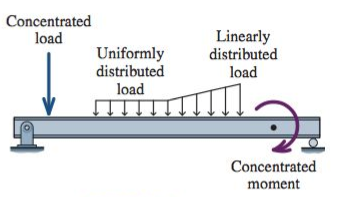 Concentrated
load
Uniformly
distributed
load
Linearly
distributed
load
Concentrated
moment